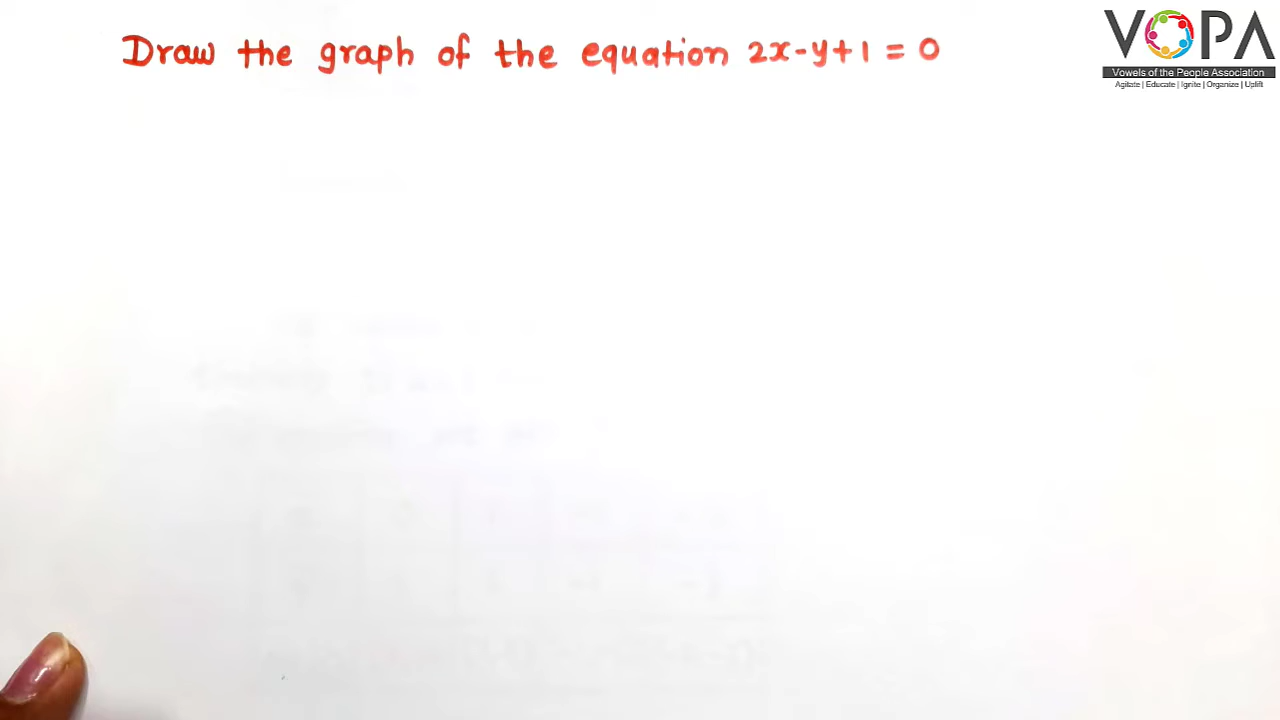 Draw the graph of the equation 2x-y+1 = 0
VOPA
Vowels of the People Association
Agitate | Educate | Ignite | Organize | Uplift